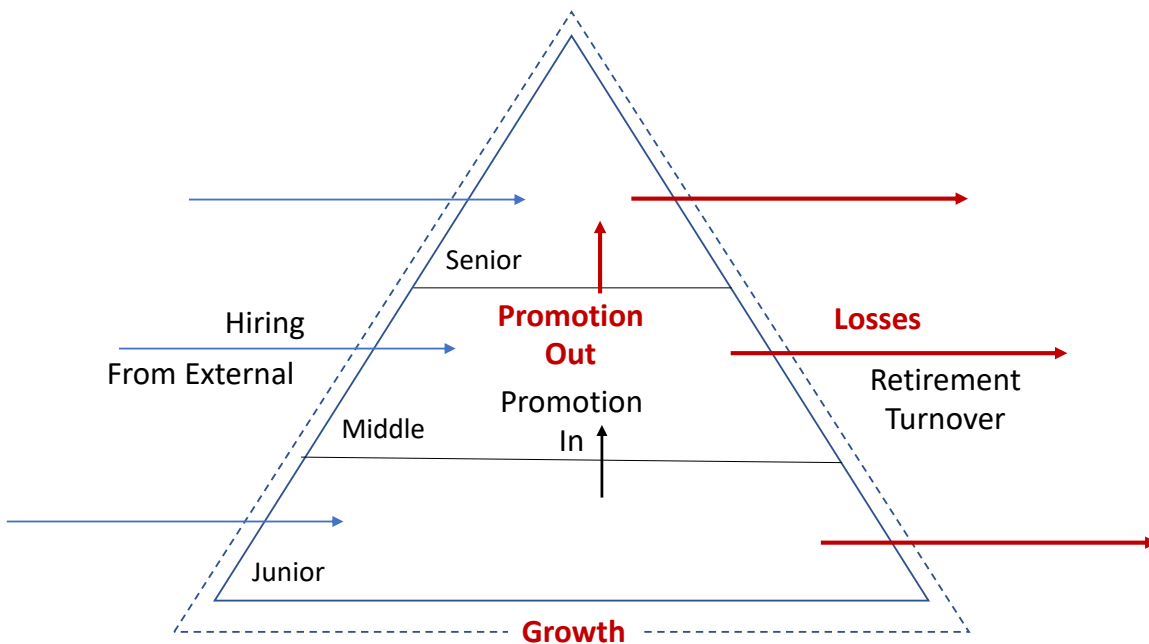 Senior
Hiring
From External
Promotion
Out
Losses
Retirement
Turnover
Promotion
In
Middle
Junior
Growth